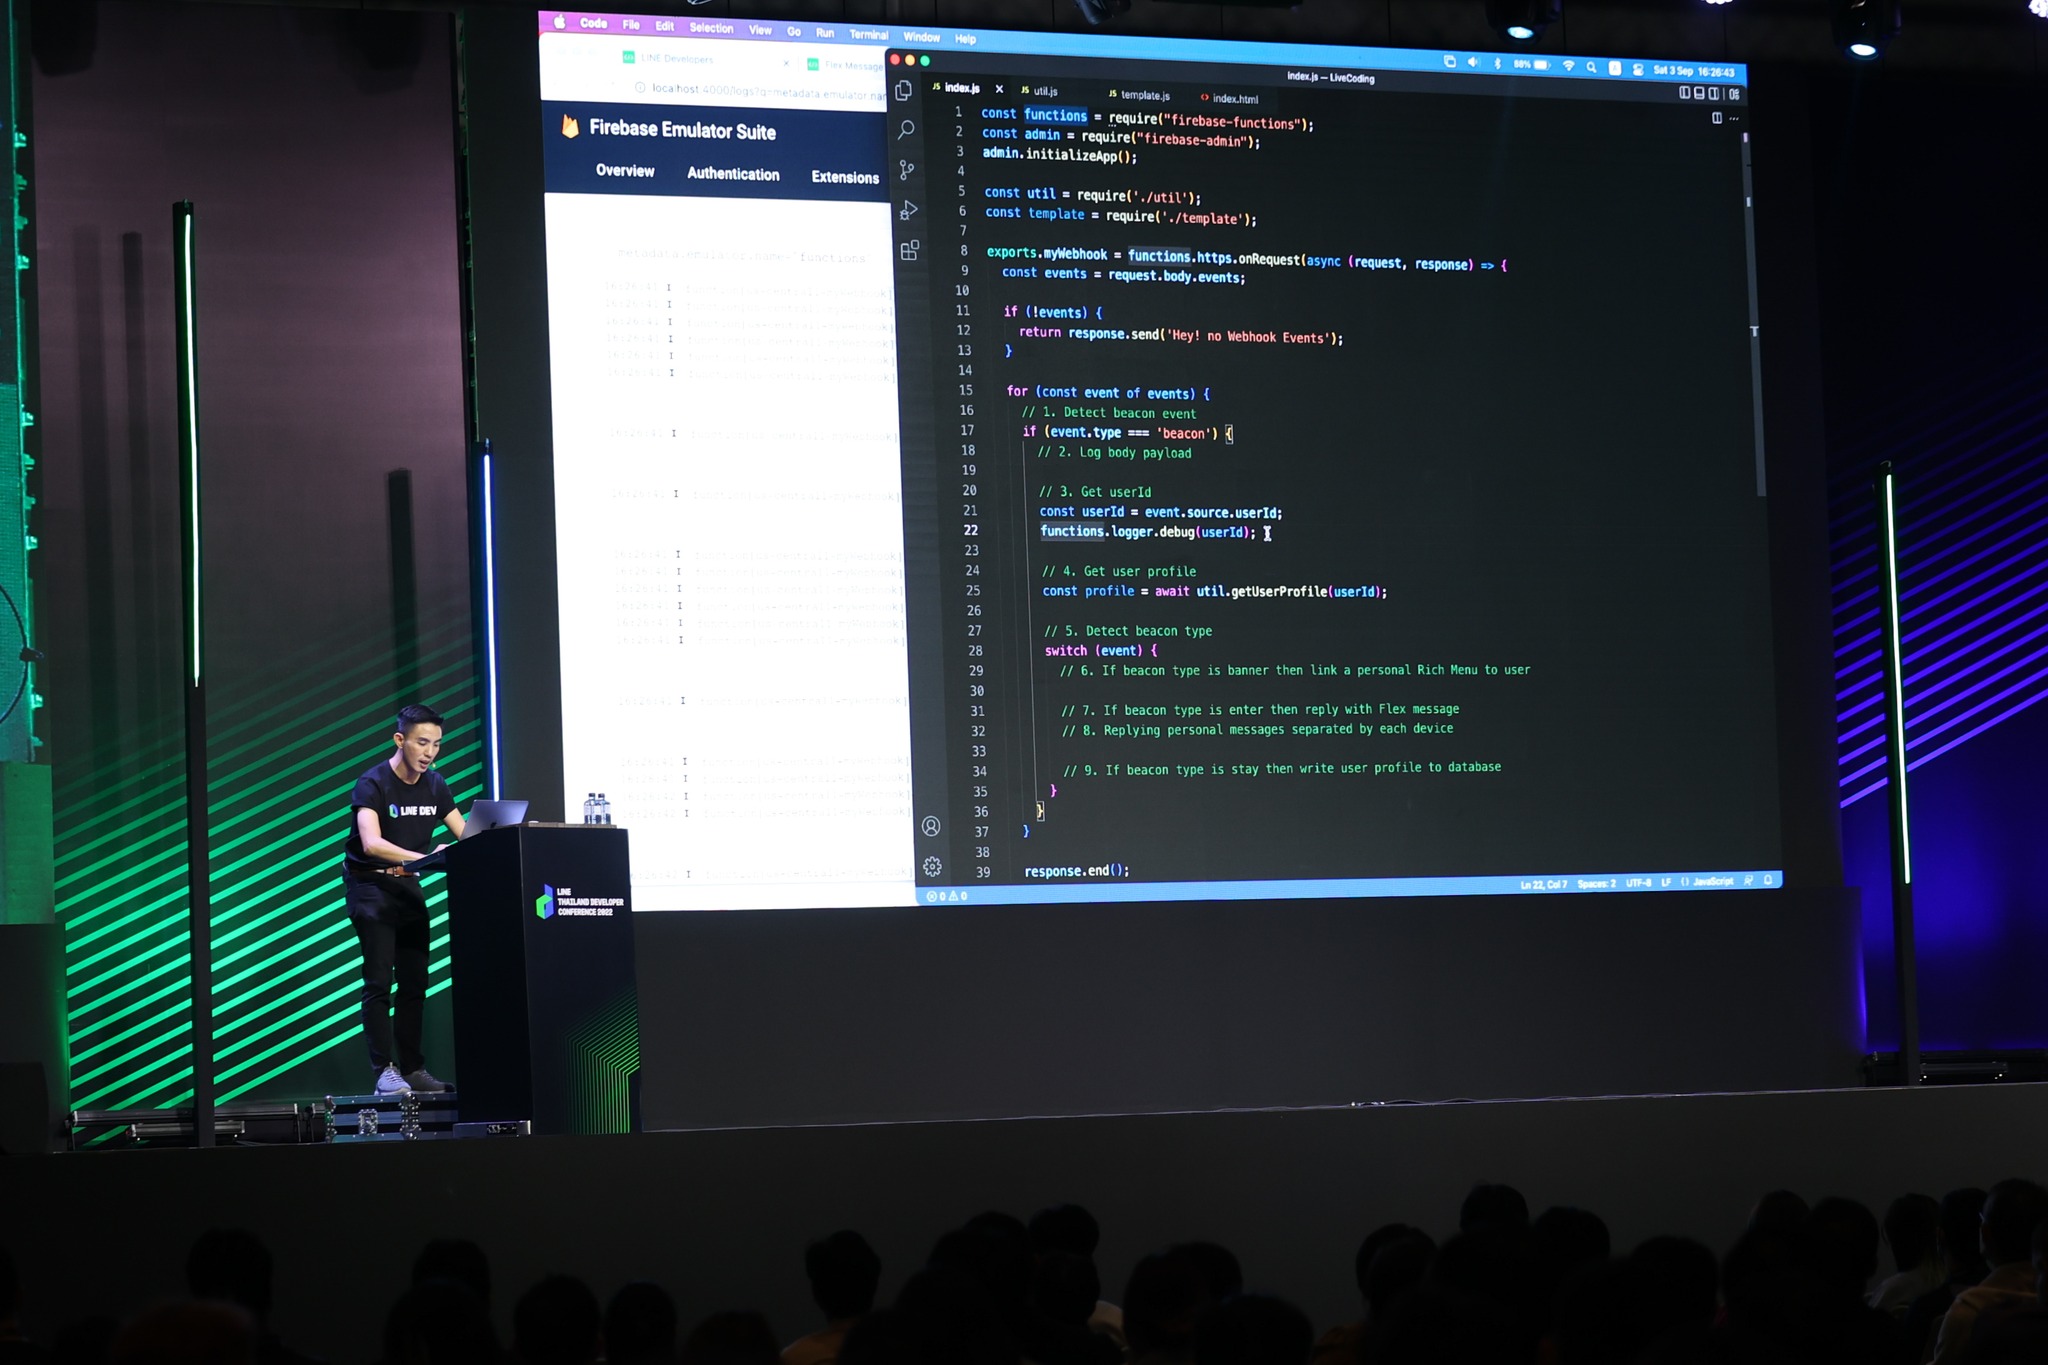 Code File Edit Selection View Go Run Terminal Window Help
88% Sat 3 Sep 16:26:43
LINE Developers
Flex Message
localhost:4000/logs?q=metadata.emulator.na
Firebase Emulator Suite
Overview Authentication Extensions
metadata.emulator.name="functions"
index.js — LiveCoding
JS index.js JS util.js JS template.js index.html
1 const functions = require("firebase-functions");
2 const admin = require("firebase-admin");
3 admin.initializeApp();
4
5 const util = require('./util');
6 const template = require('./template');
7
8 exports.myWebhook = functions.https.onRequest(async (request, response) => {
9 const events = request.body.events;
10
11 if (!events) {
12 return response.send('Hey! no Webhook Events');
13 }
14
15 for (const event of events) {
16 // 1. Detect beacon event
17 if (event.type === 'beacon') {
18 // 2. Log body payload
19
20 // 3. Get userId
21 const userId = event.source.userId;
22 functions.logger.debug(userId);
23
24 // 4. Get user profile
25 const profile = await util.getUserProfile(userId);
26
27 // 5. Detect beacon type
28 switch (event) {
29 // 6. If beacon type is banner then link a personal Rich Menu to user
30
31 // 7. If beacon type is enter then reply with Flex message
32 // 8. Replying personal messages separated by each device
33
34 // 9. If beacon type is stay then write user profile to database
35 }
36 }
37 }
38
39 response.end();
0 0
Ln 22, Col 7 Spaces: 2 UTF-8 LF {} JavaScript
LINE DEV
LINE
THAILAND DEVELOPER
CONFERENCE 2022